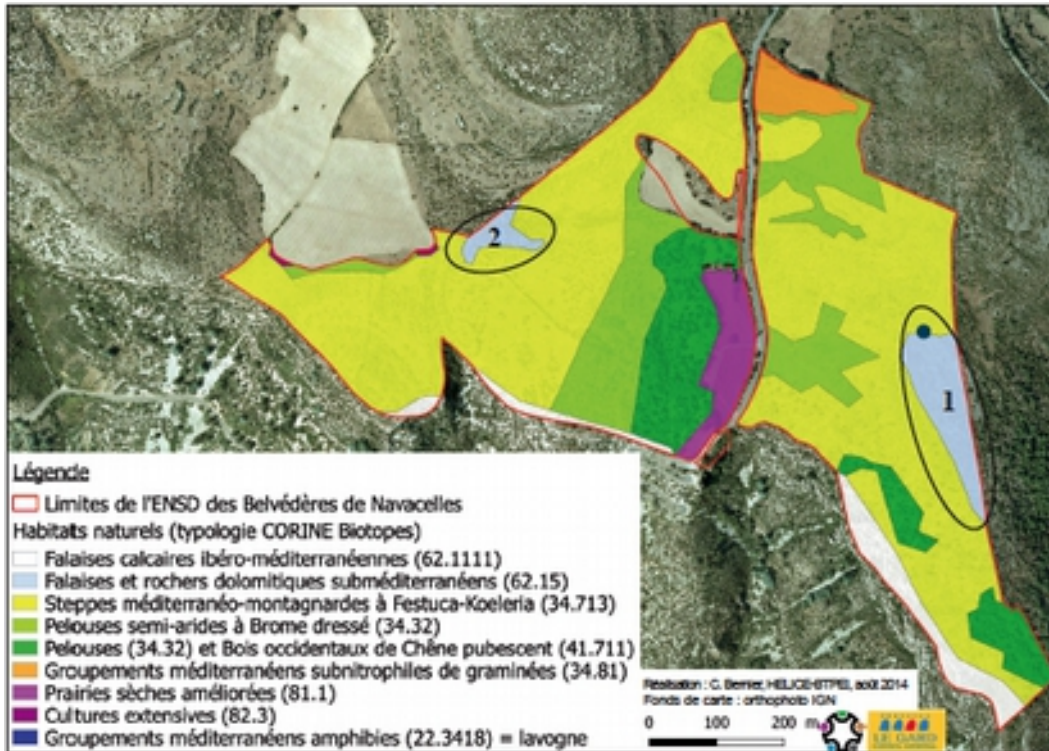 2
1
Légende
Limites de l'ENSD des Belvédères de Navacelles
Habitats naturels (typologie CORINE Biotopes)
Falaises calcaires ibéro-méditerranéennes (62.1111)
Falaises et rochers dolomitiques subméditerranéens (62.15)
Steppes méditerranéo-montagnardes à Festuca-Koeleria (34.713)
Pelouses semi-arides à Brome dressé (34.32)
Pelouses (34.32) et Bois occidentaux de Chêne pubescent (41.711)
Groupements méditerranéens subnitrophiles de graminées (34.81)
Prairies sèches améliorées (81.1)
Cultures extensives (82.3)
Groupements méditerranéens amphibies (22.3418) = lavogne
Réalisation : C. Bernier, août 2014
Fonds de carte : orthophoto IGN
0 100 200 m
LE GARD